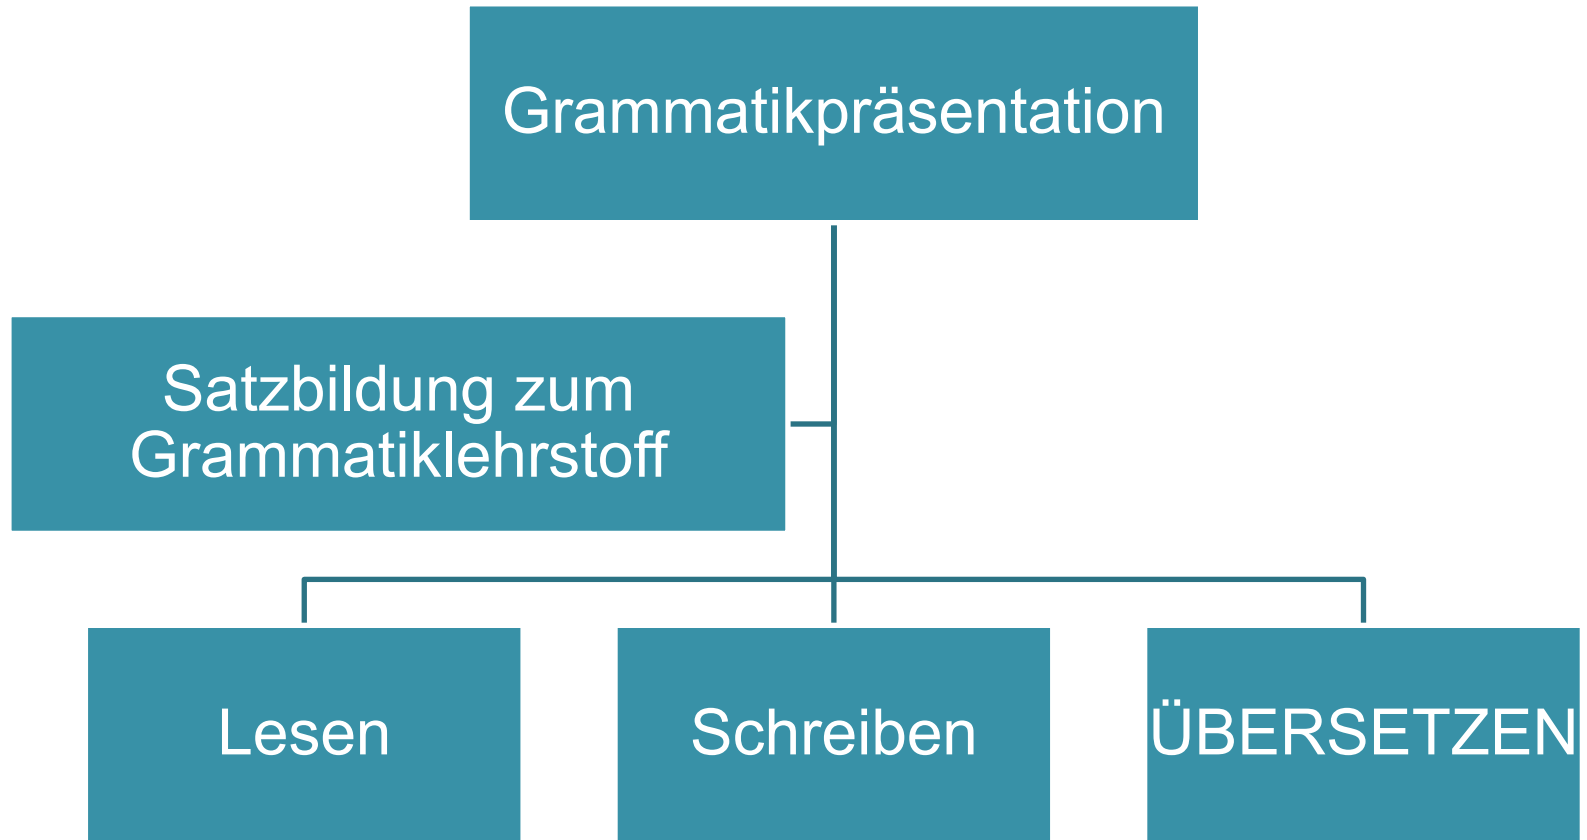 Grammatikpräsentation
Satzbildung zum
Grammatiklehrstoff
Lesen
Schreiben
ÜBERSETZEN